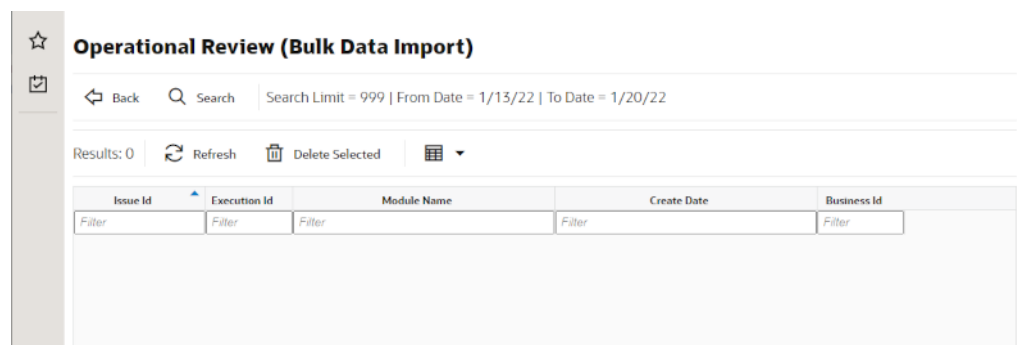 Operational Review (Bulk Data Import)
Back Search Search Limit = 999 | From Date = 1/13/22 | To Date = 1/20/22
Results: 0 Refresh Delete Selected
Issue Id Execution Id Module Name Create Date Business Id
Filter Filter Filter Filter Filter